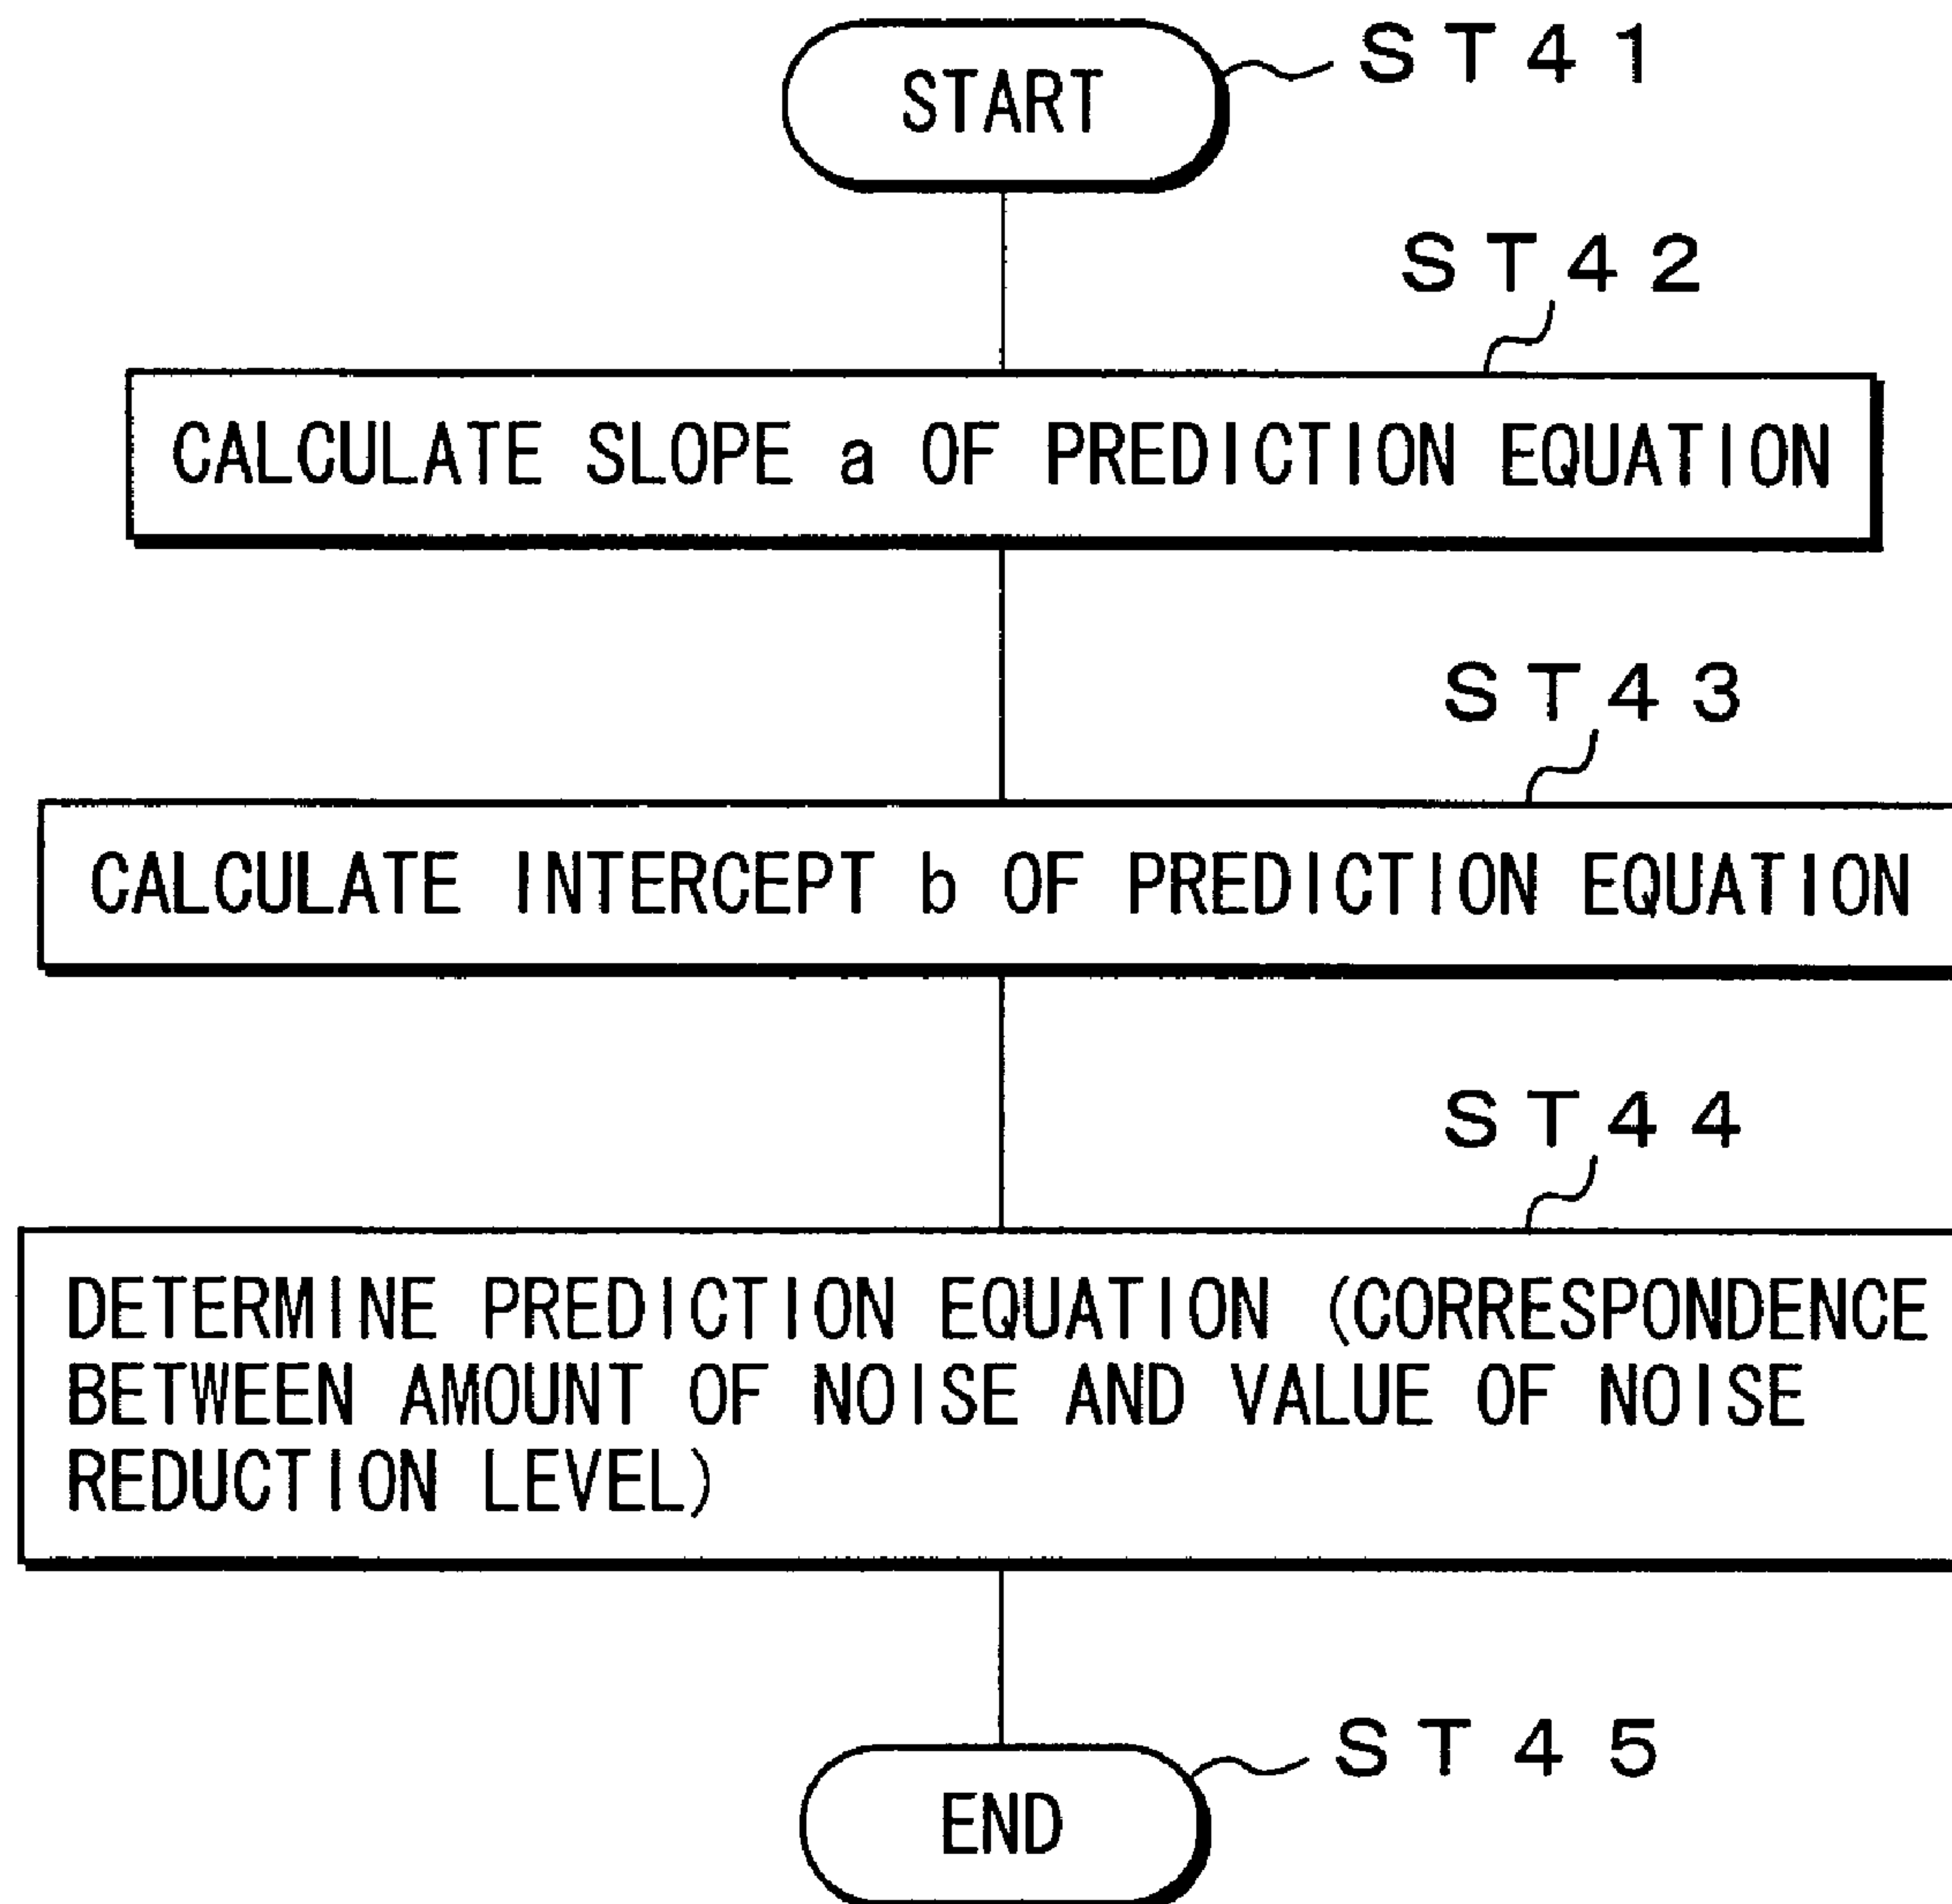 START
ST41
ST42
CALCULATE SLOPE a OF PREDICTION EQUATION
ST43
CALCULATE INTERCEPT b OF PREDICTION EQUATION
ST44
DETERMINE PREDICTION EQUATION (CORRESPONDENCE
BETWEEN AMOUNT OF NOISE AND VALUE OF NOISE
REDUCTION LEVEL)
ST45
END